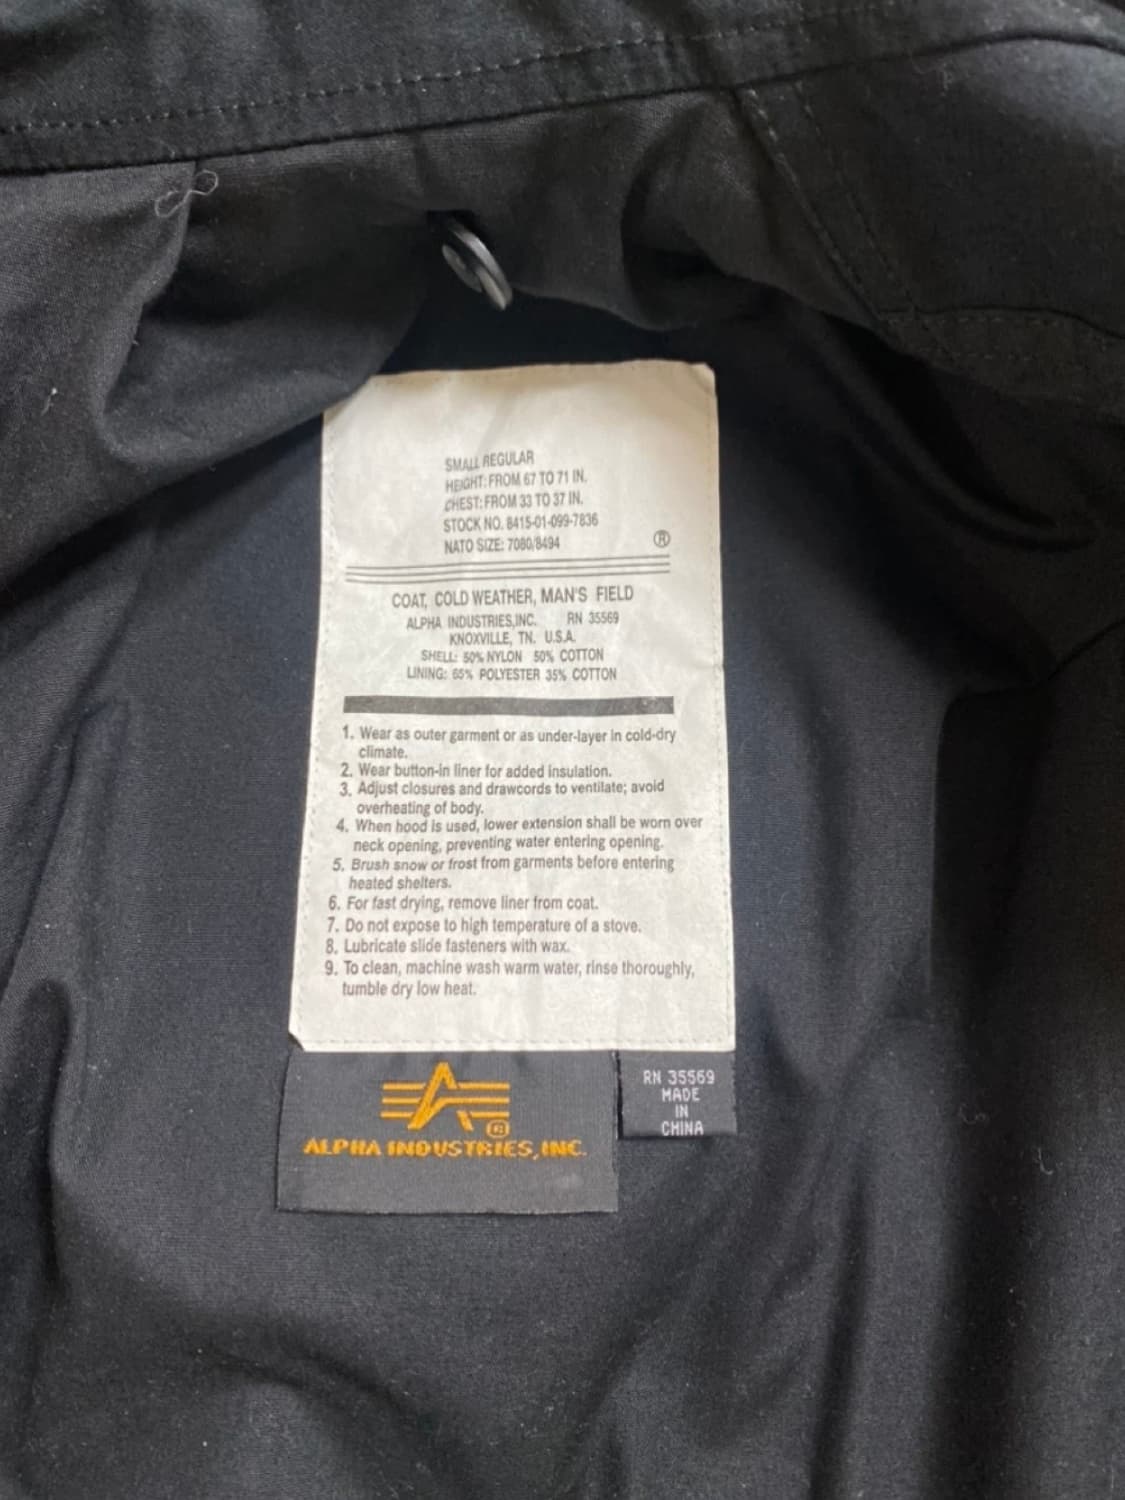 SMALL REGULAR
HEIGHT: FROM 67 TO 71 IN.
CHEST: FROM 33 TO 37 IN.
STOCK NO. 8415-01-099-7836
NATO SIZE: 7080/8494
®
COAT, COLD WEATHER, MAN'S FIELD
ALPHA INDUSTRIES,INC. RN 35569
KNOXVILLE, TN. U.S.A.
SHELL: 50% NYLON 50% COTTON
LINING: 65% POLYESTER 35% COTTON
1. Wear as outer garment or as under-layer in cold-dry
climate.
2. Wear button-in liner for added insulation.
3. Adjust closures and drawcords to ventilate; avoid
overheating of body.
4. When hood is used, lower extension shall be worn over
neck opening, preventing water entering opening.
5. Brush snow or frost from garments before entering
heated shelters.
6. For fast drying, remove liner from coat.
7. Do not expose to high temperature of a stove.
8. Lubricate slide fasteners with wax.
9. To clean, machine wash warm water, rinse thoroughly,
tumble dry low heat.
®
ALPHA INDUSTRIES, INC.
RN 35569
MADE
IN
CHINA